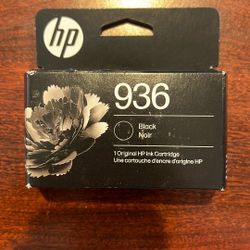 hp
936
Black
Noir
1 Original HP Ink Cartridge
Une cartouche d'encre d'origine HP